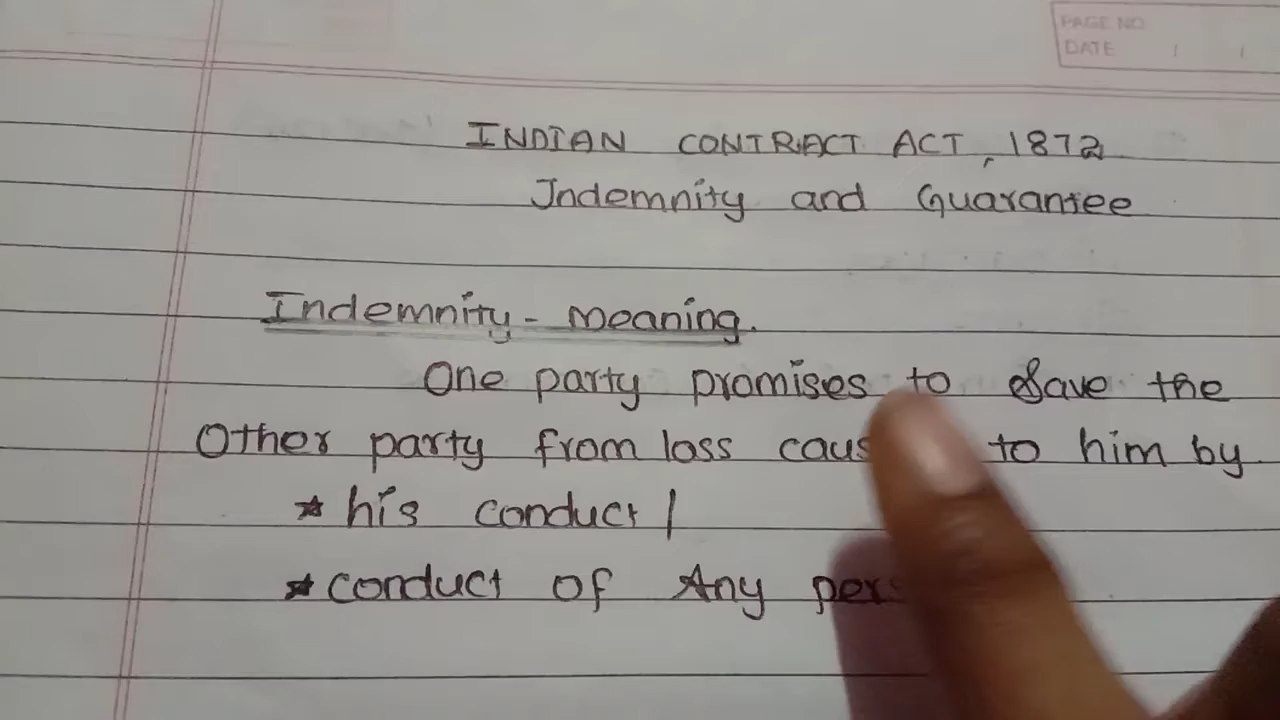 PAGE NO
DATE / /
INDIAN CONTRACT ACT, 1872
Indemnity and Guarantee
Indemnity - meaning.
One party promises to Save the
Other party from loss to him by
* his conduct /
* conduct of Any